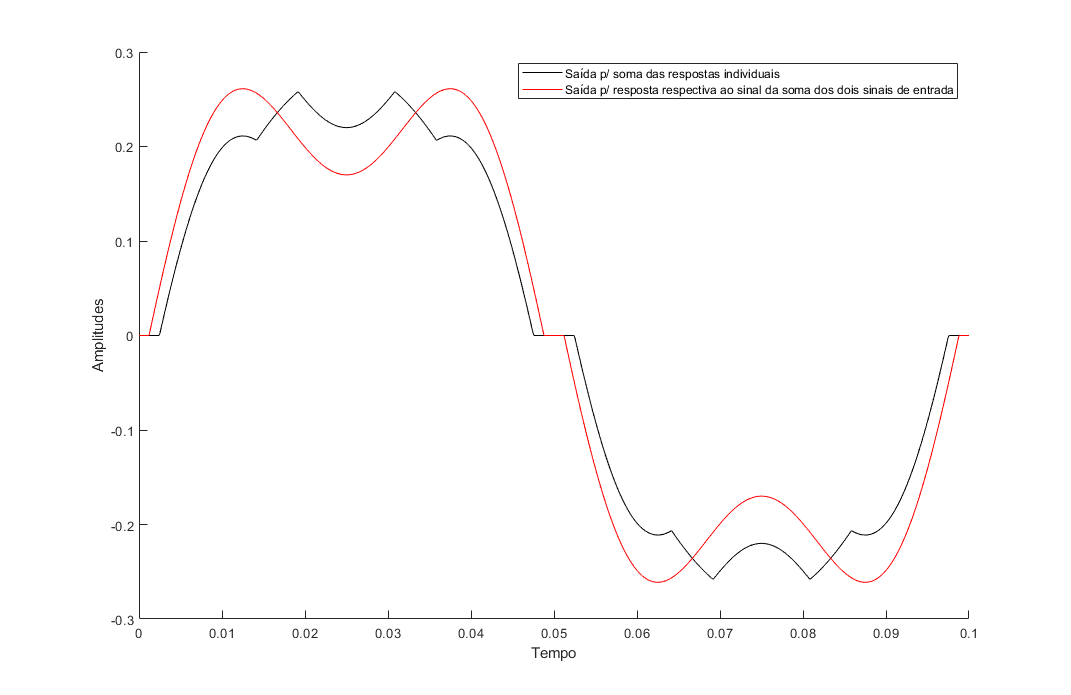 0.3
Saída p/ soma das respostas individuais
Saída p/ resposta respectiva ao sinal da soma dos dois sinais de entrada
0.2
0.1
0
-0.1
-0.2
-0.3
Amplitudes
0 0.01 0.02 0.03 0.04 0.05 0.06 0.07 0.08 0.09 0.1
Tempo